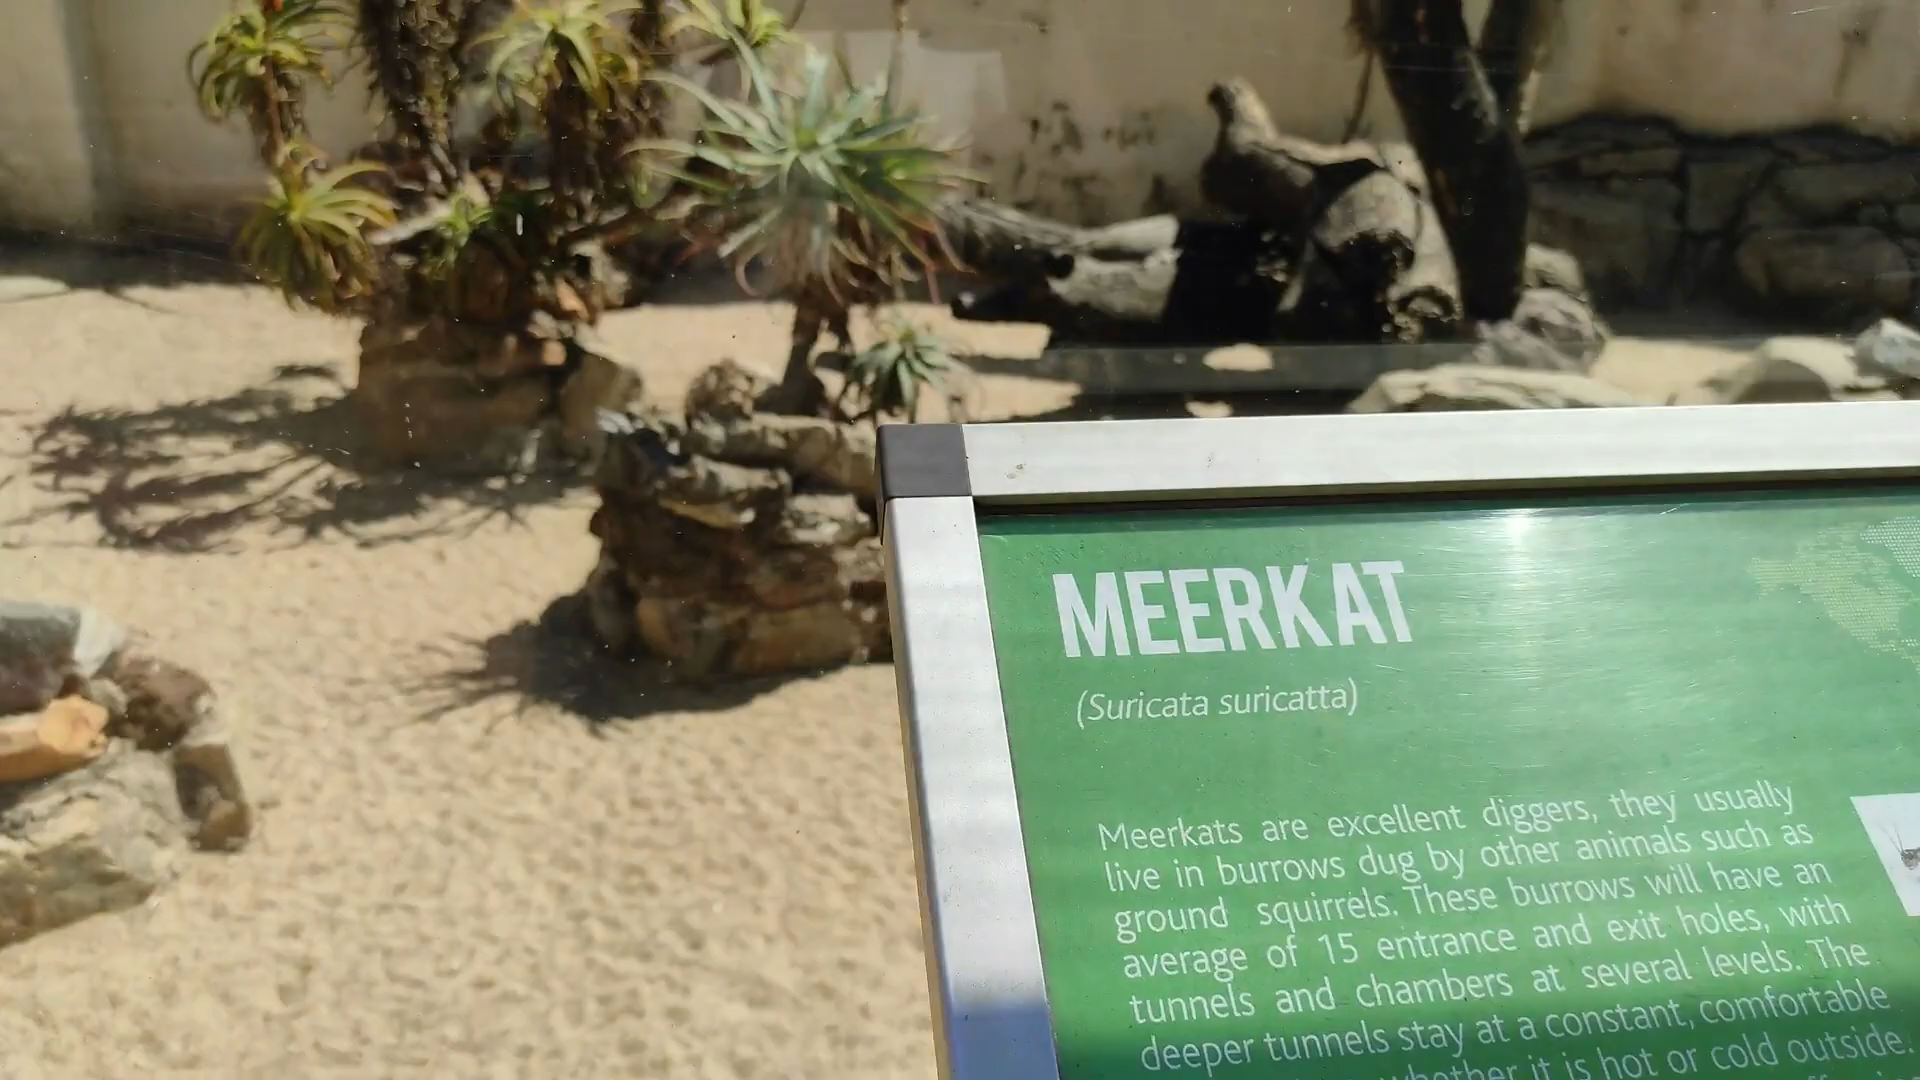 MEERKAT
(Suricata suricatta)
Meerkats are excellent diggers, they usually
live in burrows dug by other animals such as
ground squirrels. These burrows will have an
average of 15 entrance and exit holes, with
tunnels and chambers at several levels. The
deeper tunnels stay at a constant, comfortable
whether it is hot or cold outside.